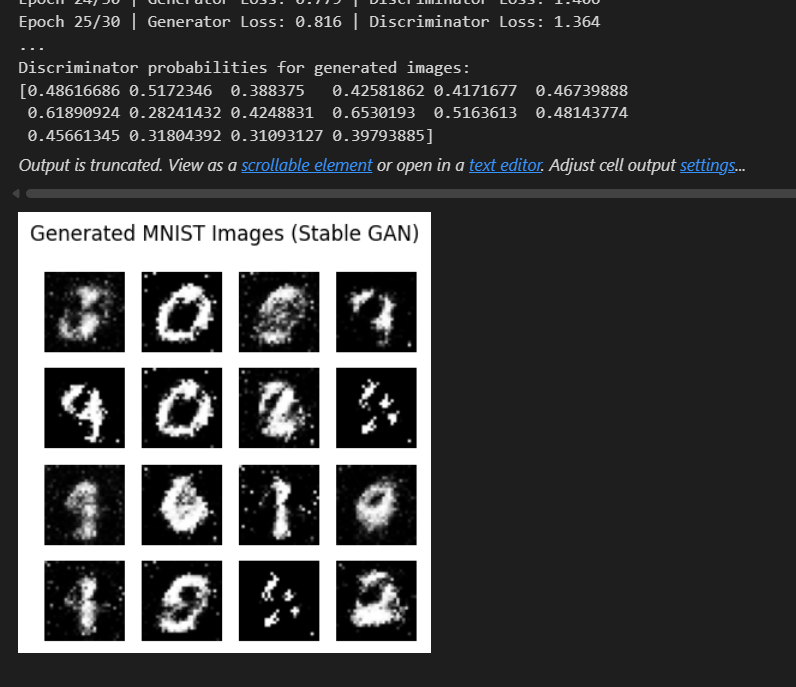 Epoch 24/30 | Generator Loss: 0.779 | Discriminator Loss: 1.406
Epoch 25/30 | Generator Loss: 0.816 | Discriminator Loss: 1.364
...
Discriminator probabilities for generated images:
[0.48616686 0.5172346  0.388375   0.42581862 0.4171677  0.46739888
 0.61890924 0.28241432 0.4248831  0.6530193  0.5163613  0.48143774
 0.45661345 0.31804392 0.31093127 0.39793885]
Output is truncated. View as a scrollable element or open in a text editor. Adjust cell output settings...
Generated MNIST Images (Stable GAN)